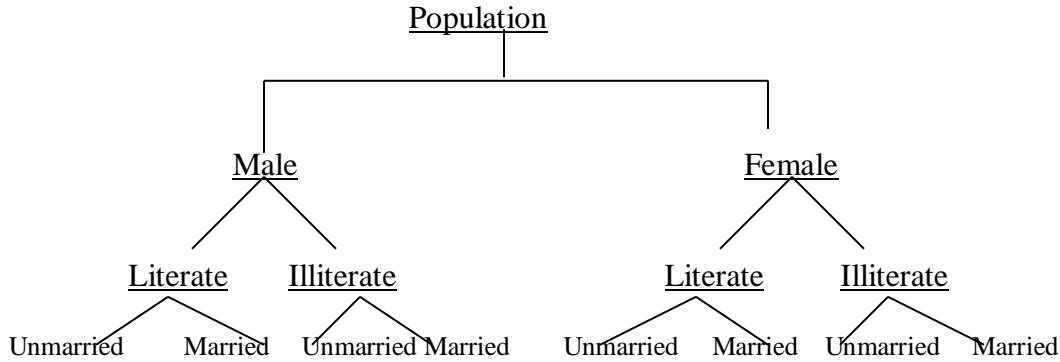 Population
Male Female
Literate Illiterate Literate Illiterate
Unmarried Married Unmarried Married Unmarried Married Unmarried Married